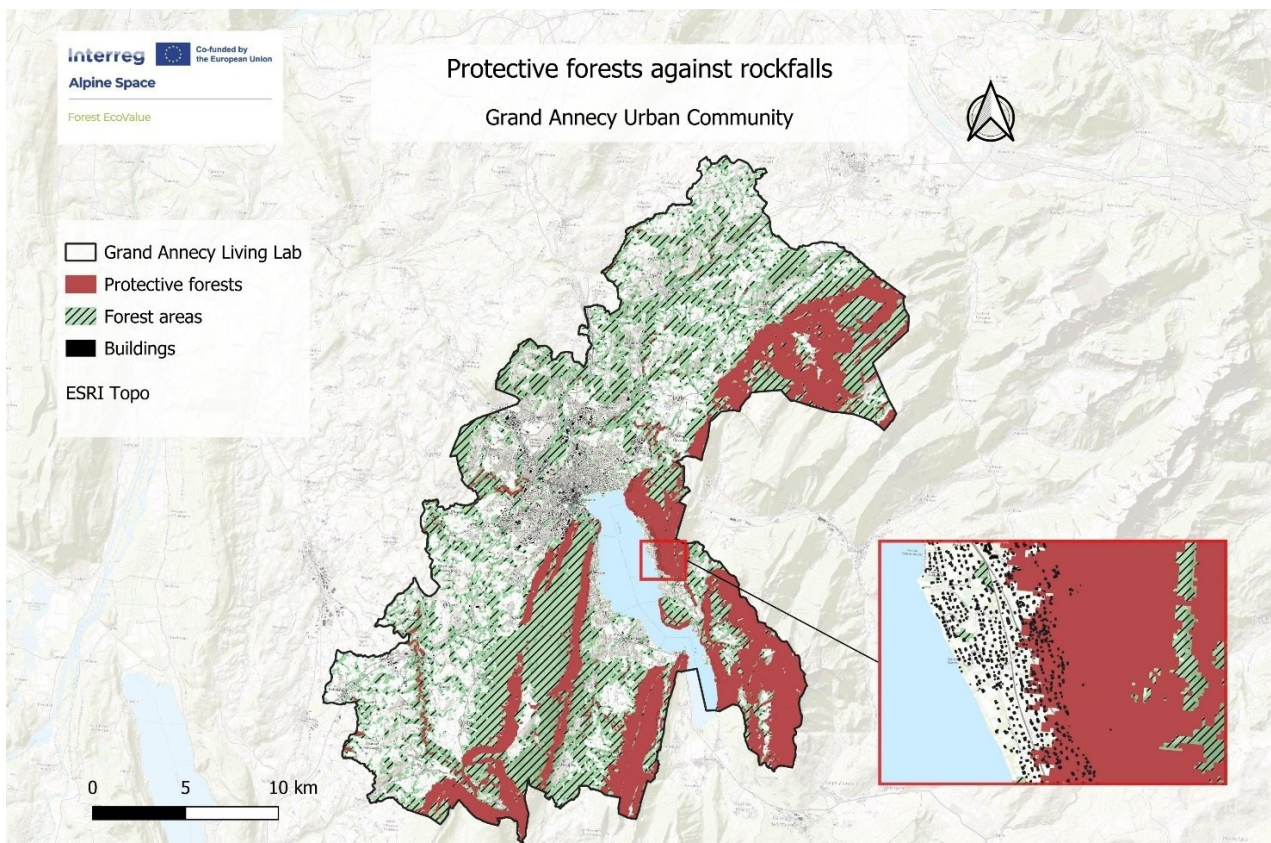 Interreg
Co-funded by
the European Union
Alpine Space
Forest EcoValue
Protective forests against rockfalls
Grand Annecy Urban Community
Grand Annecy Living Lab
Protective forests
Forest areas
Buildings
ESRI Topo
0 5 10 km